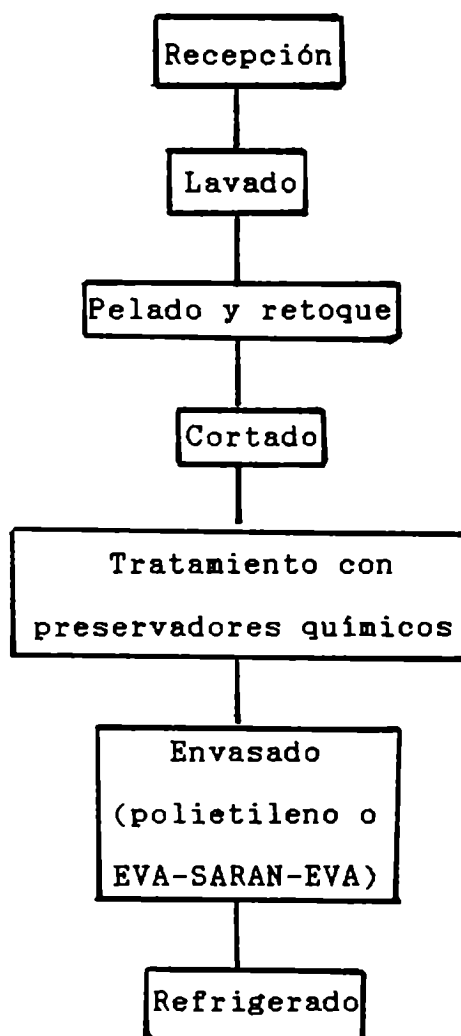 Recepción
Lavado
Pelado y retoque
Cortado
Tratamiento con
preservadores químicos
Envasado
(polietileno o
EVA-SARAN-EVA)
Refrigerado